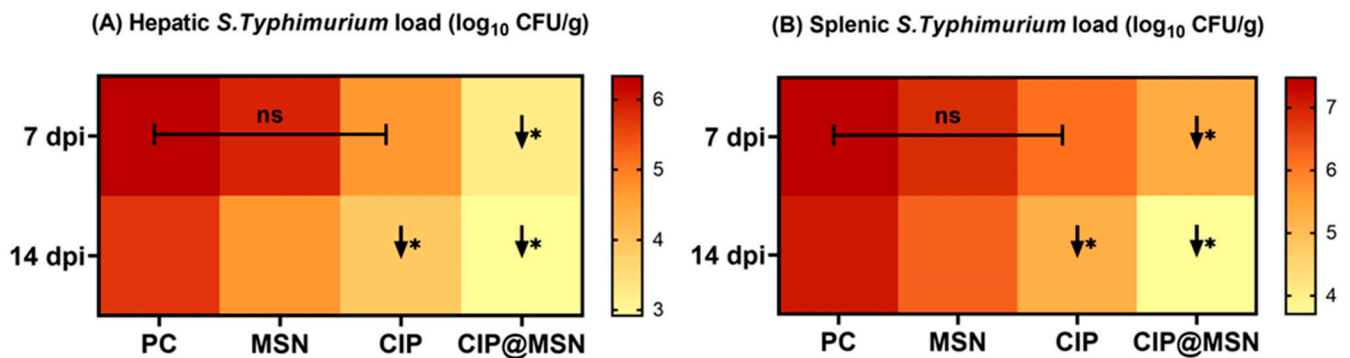 (A) Hepatic S.Typhimurium load (log10 CFU/g)
7 dpi
14 dpi
ns
*
*
*
PC MSN CIP CIP@MSN
6
5
4
3
(B) Splenic S.Typhimurium load (log10 CFU/g)
7 dpi
14 dpi
ns
*
*
*
PC MSN CIP CIP@MSN
7
6
5
4